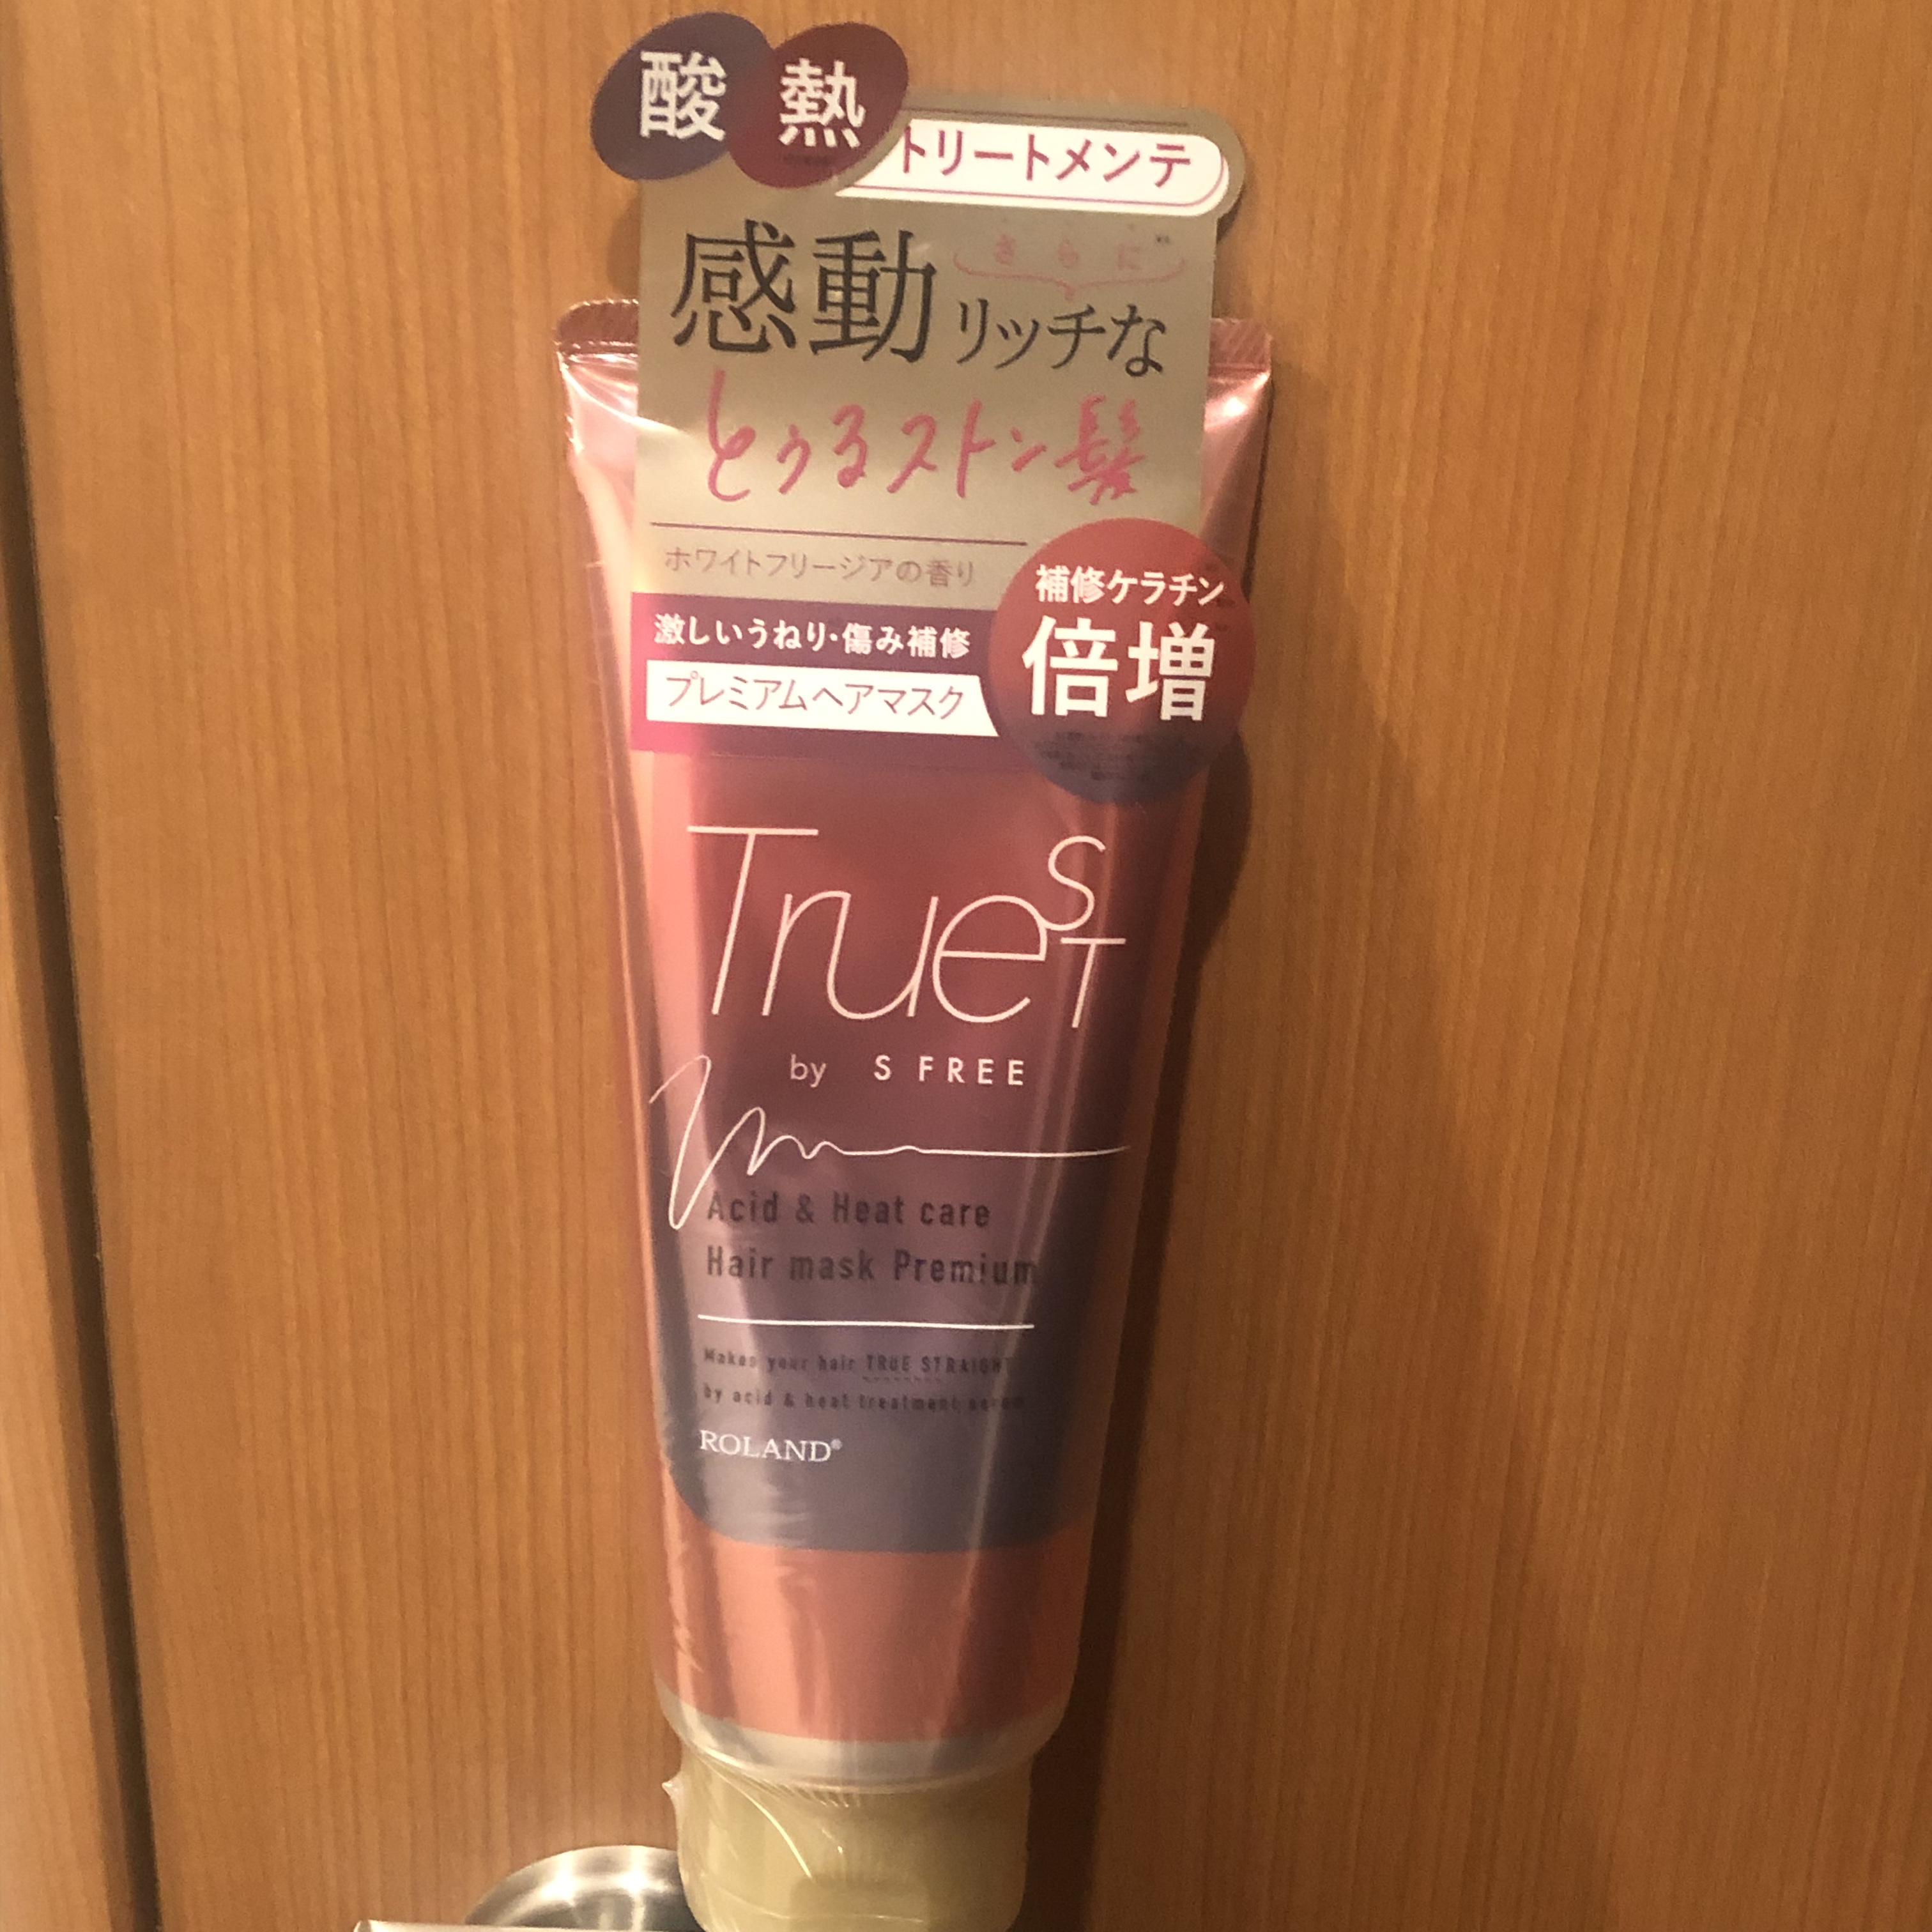 酸 熱
トリートメンテ
さらに
感動リッチな
とぅるストン髪
ホワイトフリージアの香り
激しいうねり・傷み補修
プレミアムヘアマスク
補修ケラチン
倍増
True ST
by S FREE
Acid & Heat care
Hair mask Premium
Makes your hair TRUE STRAIGHT
by acid & heat treatment serum
ROLAND®